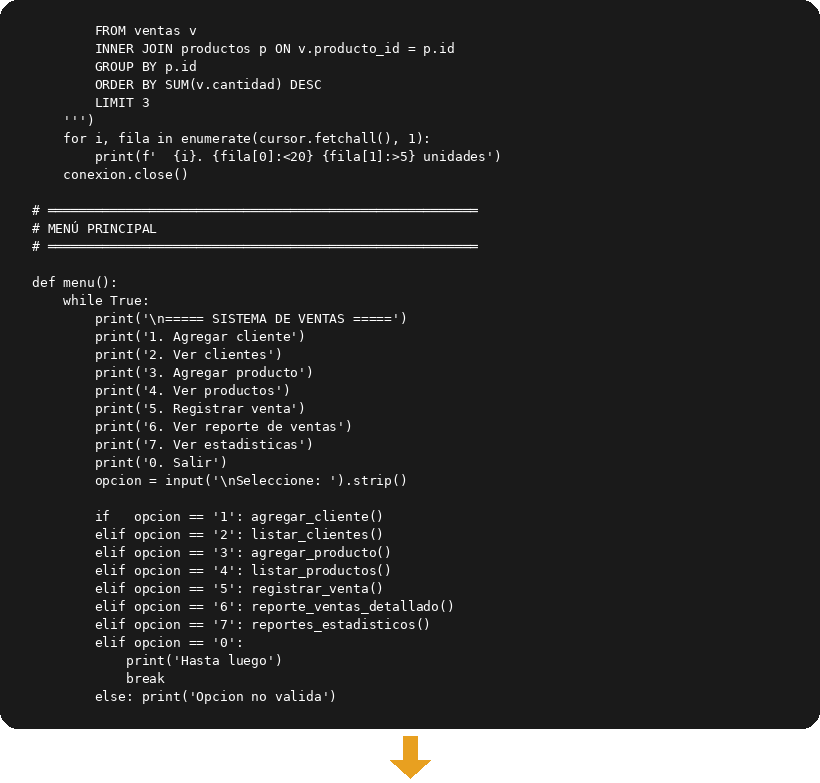 FROM ventas v
        INNER JOIN productos p ON v.producto_id = p.id
        GROUP BY p.id
        ORDER BY SUM(v.cantidad) DESC
        LIMIT 3
    ''')
    for i, fila in enumerate(cursor.fetchall(), 1):
        print(f'  {i}. {fila[0]:<20} {fila[1]:>5} unidades')
    conexion.close()

# ═══════════════════════════════════════════════════════
# MENÚ PRINCIPAL
# ═══════════════════════════════════════════════════════

def menu():
    while True:
        print('\n===== SISTEMA DE VENTAS =====')
        print('1. Agregar cliente')
        print('2. Ver clientes')
        print('3. Agregar producto')
        print('4. Ver productos')
        print('5. Registrar venta')
        print('6. Ver reporte de ventas')
        print('7. Ver estadisticas')
        print('0. Salir')
        opcion = input('\nSeleccione: ').strip()

        if   opcion == '1': agregar_cliente()
        elif opcion == '2': listar_clientes()
        elif opcion == '3': agregar_producto()
        elif opcion == '4': listar_productos()
        elif opcion == '5': registrar_venta()
        elif opcion == '6': reporte_ventas_detallado()
        elif opcion == '7': reportes_estadisticos()
        elif opcion == '0':
            print('Hasta luego')
            break
        else: print('Opcion no valida')